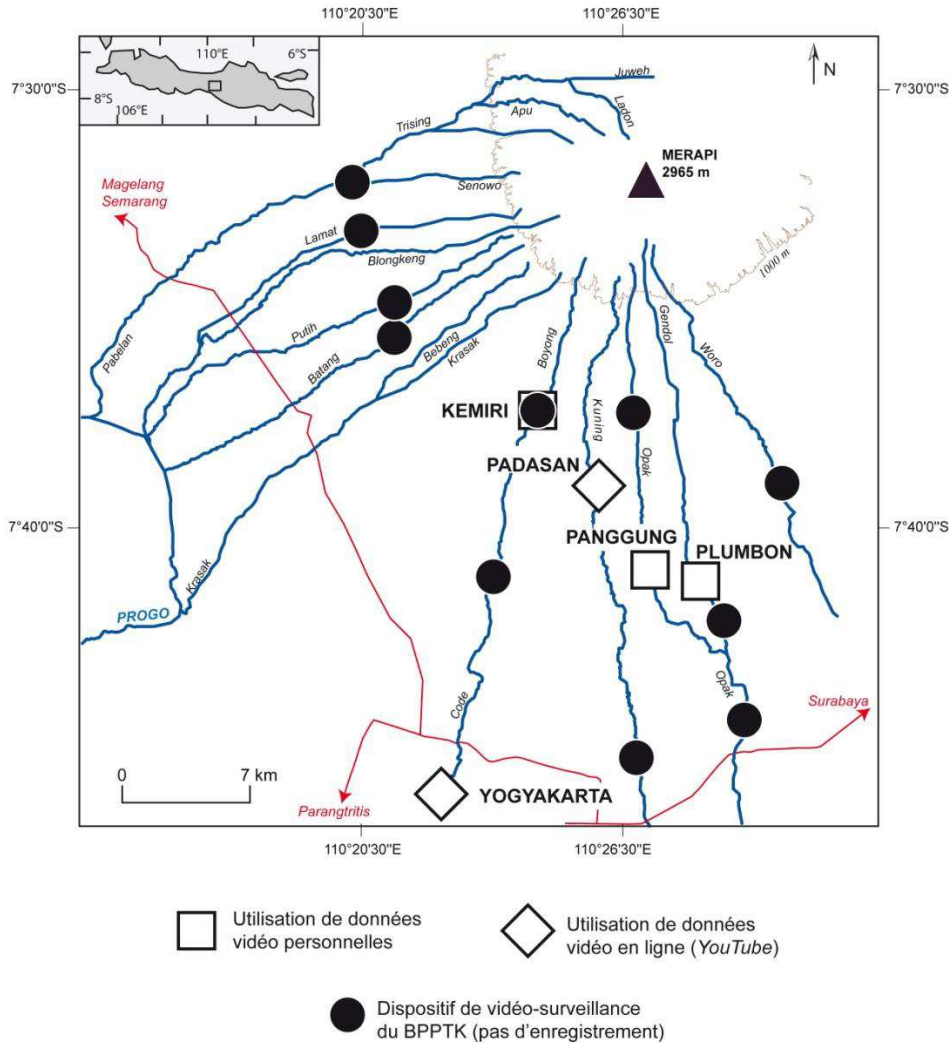 110°20'30"E
110°26'30"E
110°E
6°S
8°S
106°E
N
7°30'0"S
7°30'0"S
Juweh
Ladon
Apu
Trising
MERAPI
2965 m
Magelang
Semarang
Senowo
Lamat
Blongkeng
1000 m
Pabelan
Putih
Batang
Bebeng
Krasak
Boyong
Gendol
Woro
Kuning
KEMIRI
Opak
PADASAN
7°40'0"S
7°40'0"S
PANGGUNG
PLUMBON
Krasak
PROGO
Code
Opak
Surabaya
0
7 km
Parangtritis
YOGYAKARTA
110°20'30"E
110°26'30"E
Utilisation de données
vidéo personnelles
Utilisation de données
vidéo en ligne (YouTube)
Dispositif de vidéo-surveillance
du BPPTK (pas d'enregistrement)